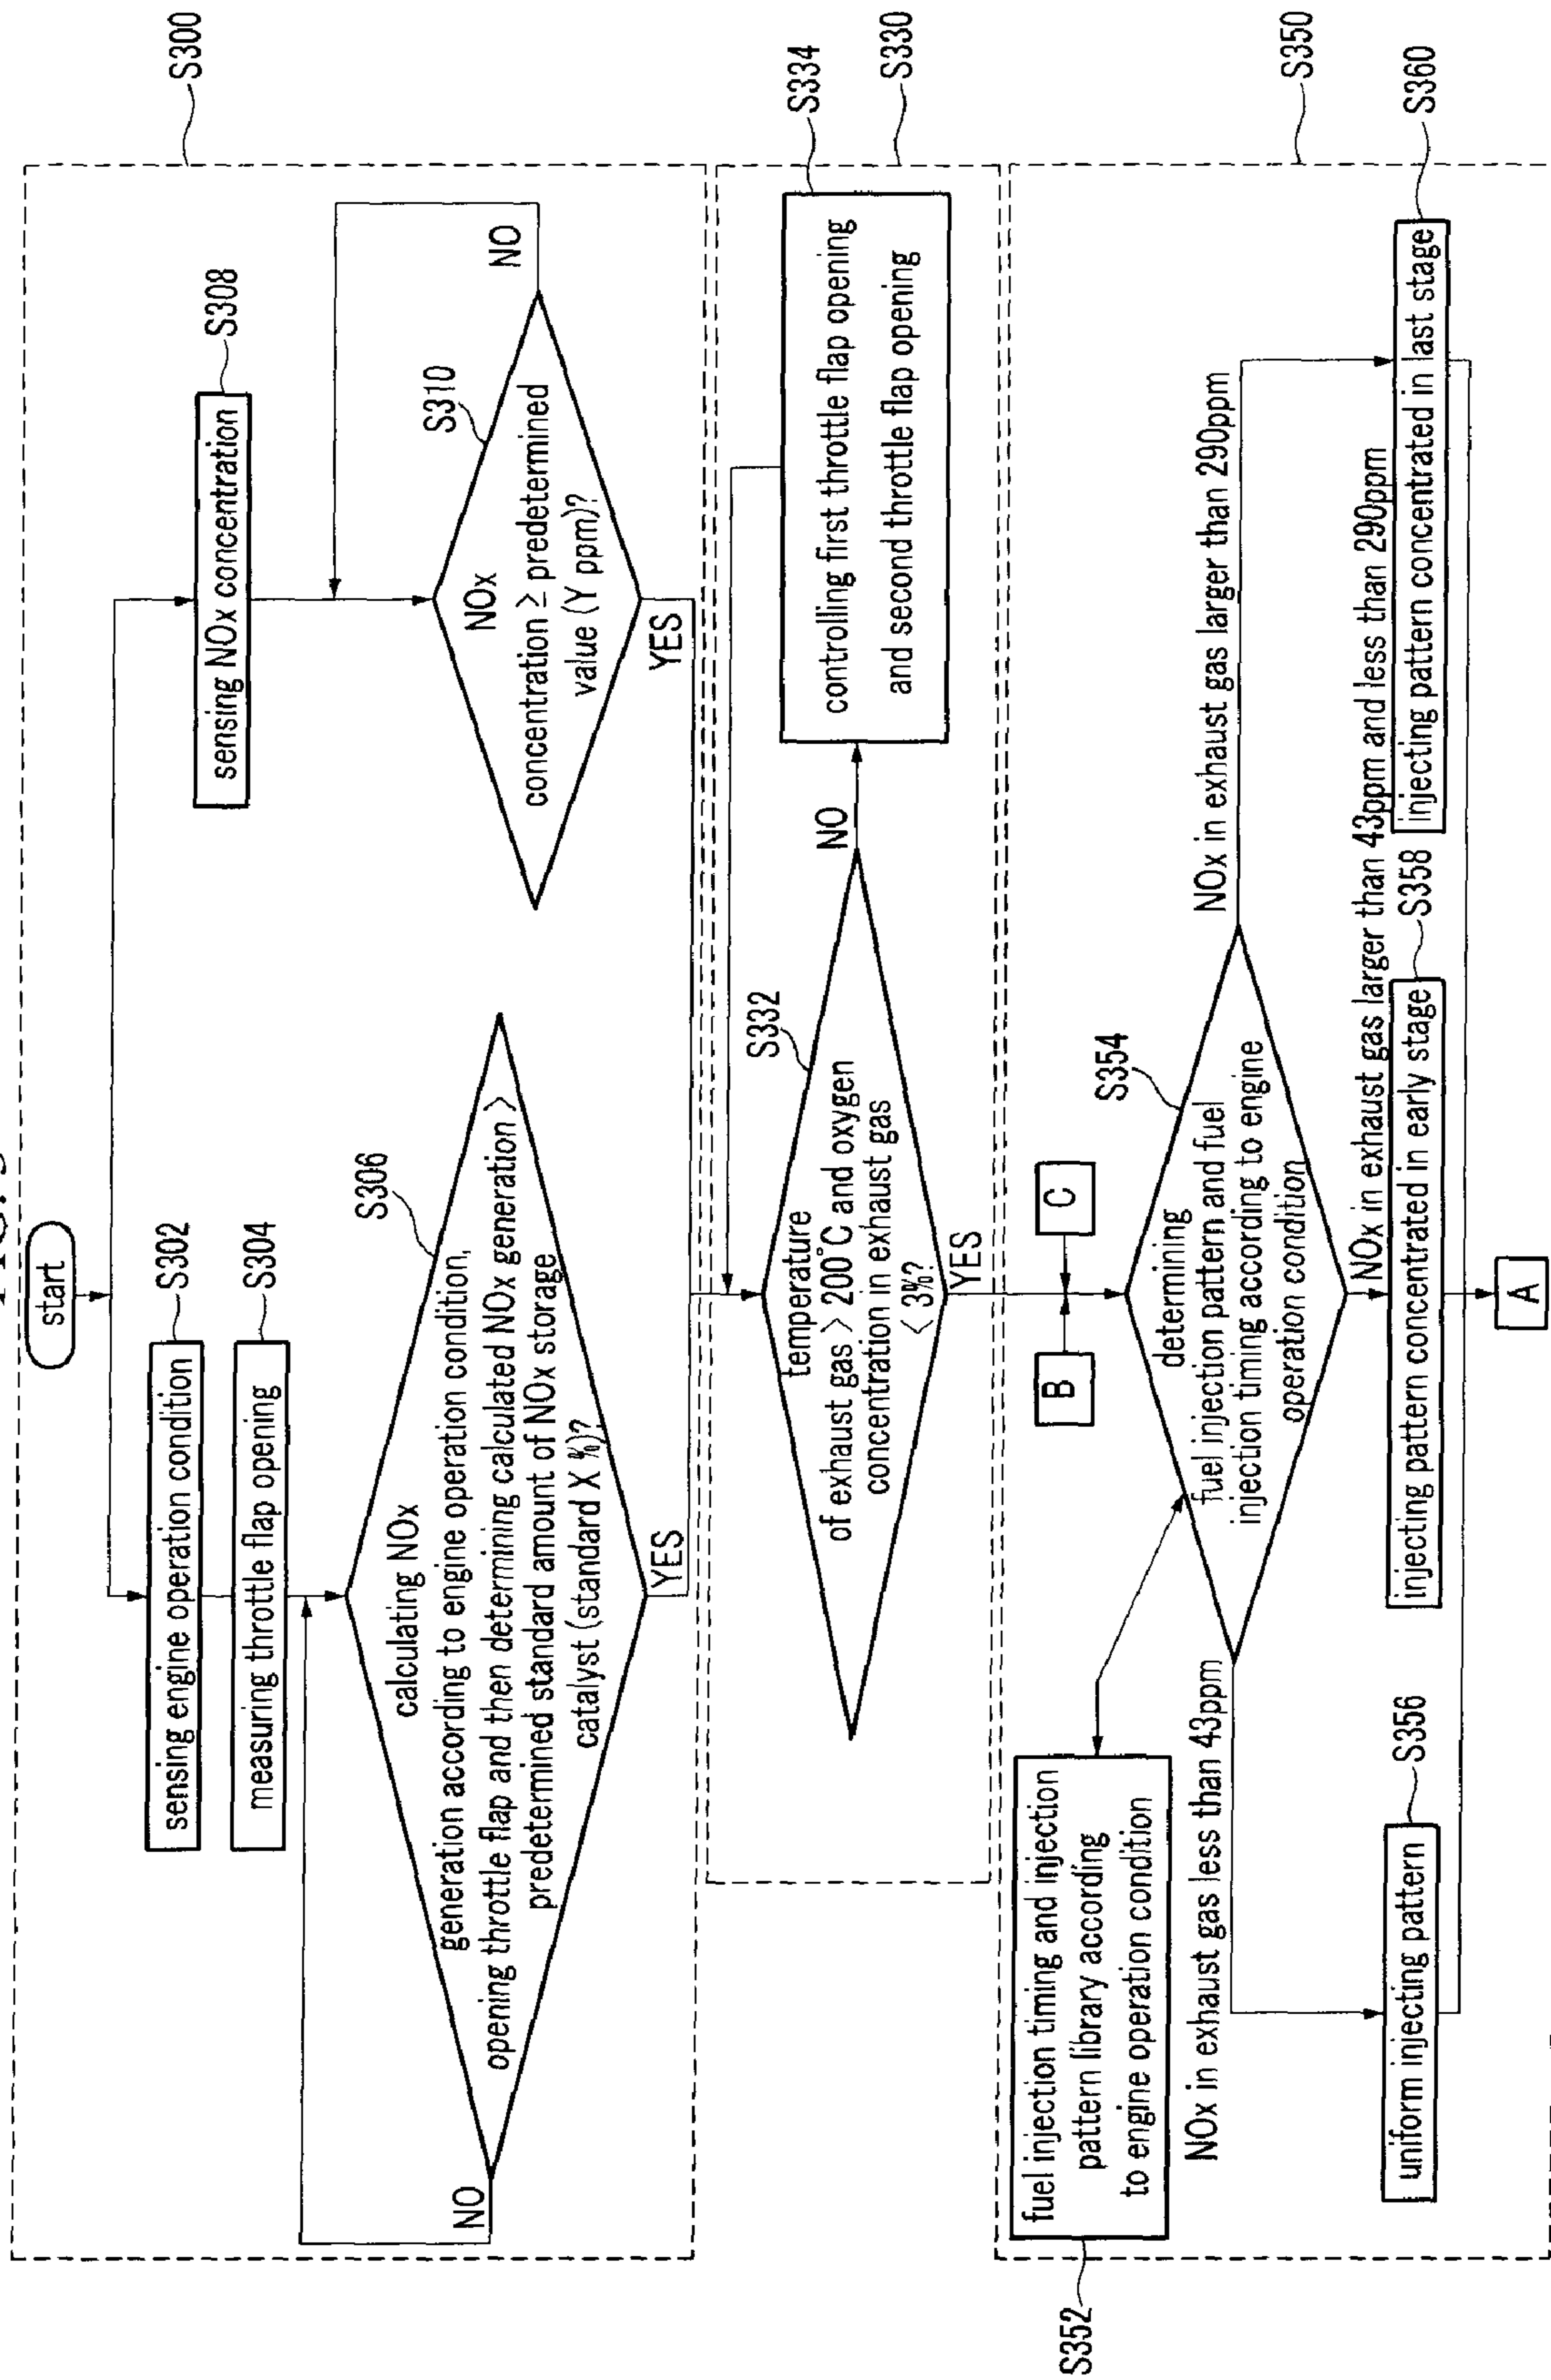 start
S300
sensing engine operation condition
S302
measuring throttle flap opening
S304
sensing NOx concentration
S308
calculating NOx
generation according to engine operation condition,
opening throttle flap and then determining calculated NOx generation >
predetermined standard amount of NOx storage
catalyst (standard X %)?
S306
NO
YES
NOx
concentration ≥ predetermined
value (Y ppm)?
S310
NO
YES
S330
temperature
of exhaust gas > 200°C and oxygen
concentration in exhaust gas
< 3%?
S332
NO
YES
controlling first throttle flap opening
and second throttle flap opening
S334
B
C
S350
fuel injection timing and injection
pattern library according
to engine operation condition
S352
determining
fuel injection pattern and fuel
injection timing according to engine
operation condition
S354
NOx in exhaust gas less than 43ppm
NOx in exhaust gas larger than 290ppm
NOx in exhaust gas larger than 43ppm and less than 290ppm
uniform injecting pattern
S356
injecting pattern concentrated in early stage
S358
injecting pattern concentrated in last stage
S360
A